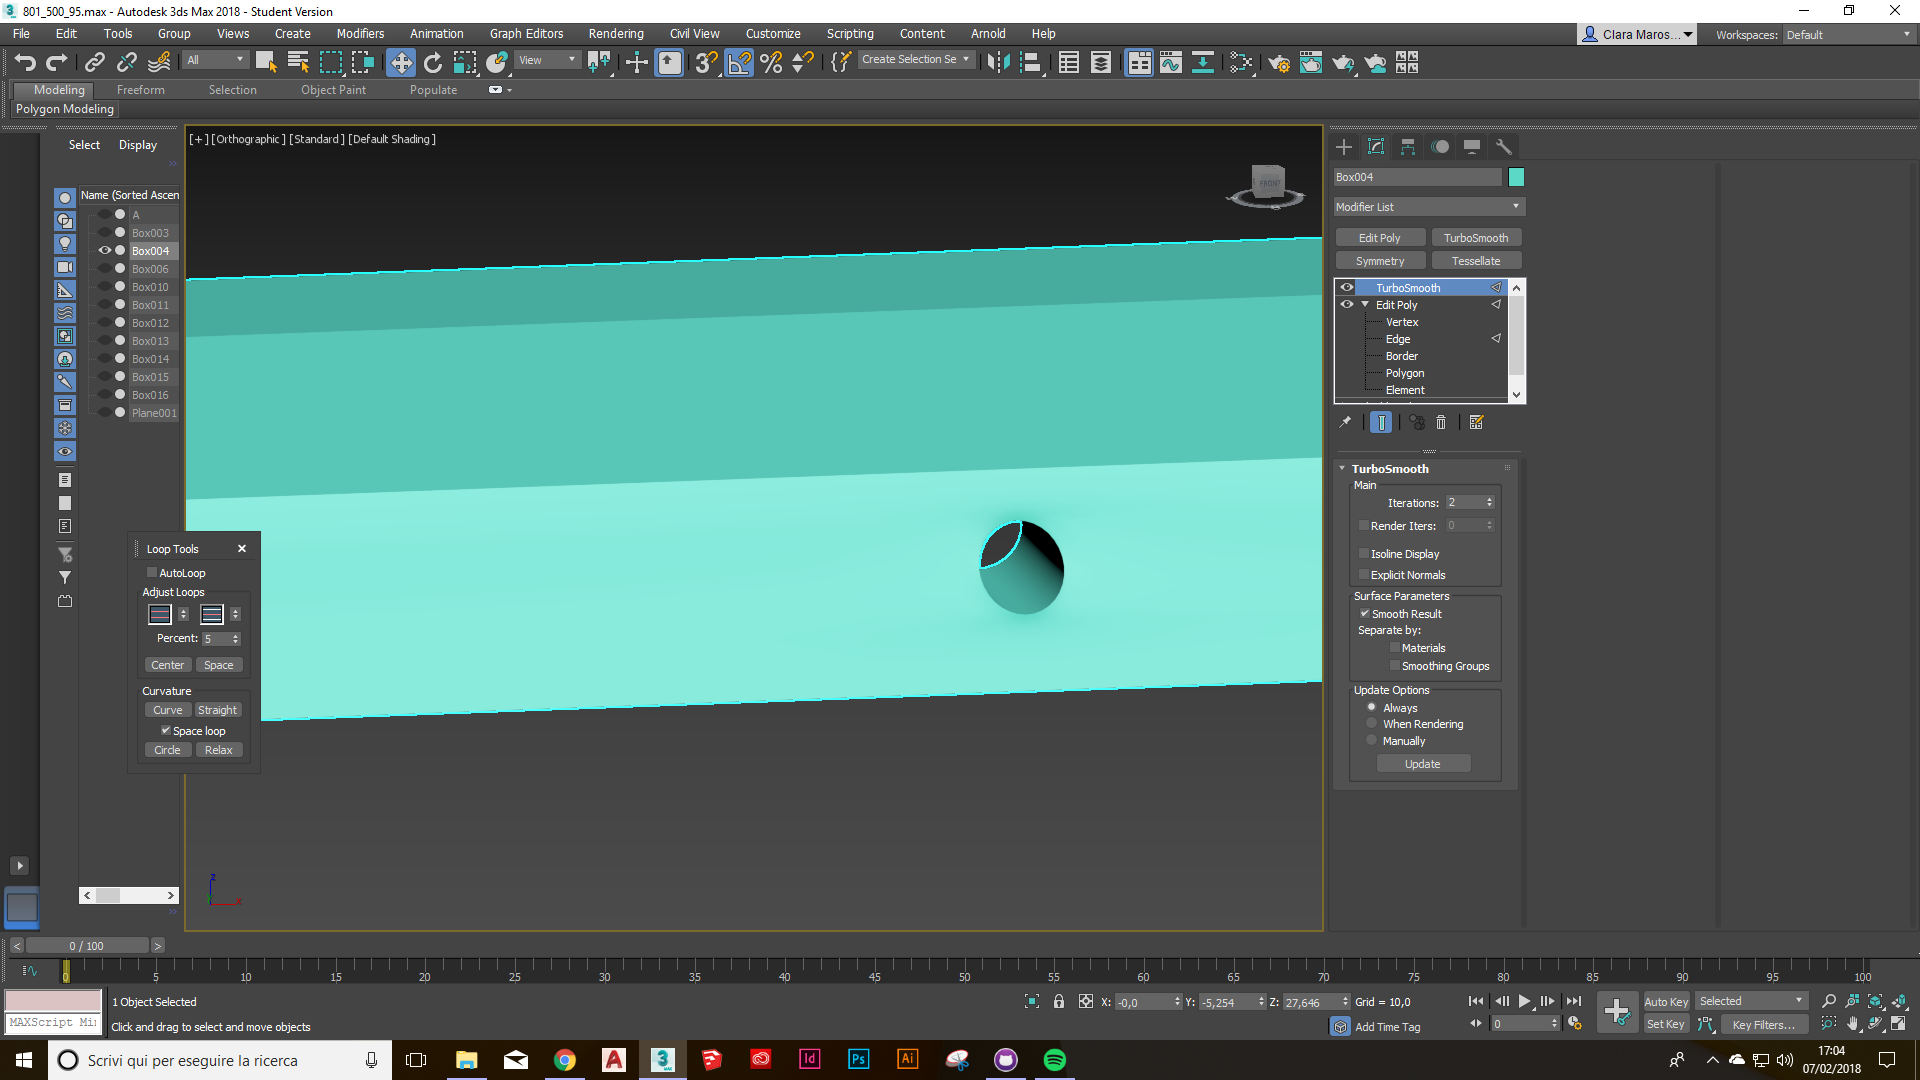 801_500_95.max - Autodesk 3ds Max 2018 - Student Version
File Edit Tools Group Views Create Modifiers Animation Graph Editors Rendering Civil View Customize Scripting Content Arnold Help
Clara Maros... Workspaces: Default
All View Create Selection Se
Modeling Freeform Selection Object Paint Populate
Polygon Modeling
Select Display
[+] [Orthographic] [Standard] [Default Shading]
FRONT
Name (Sorted Ascen
A
Box003
Box004
Box006
Box010
Box011
Box012
Box013
Box014
Box015
Box016
Plane001
Loop Tools
AutoLoop
Adjust Loops
Percent: 5
Center Space
Curvature
Curve Straight
Space loop
Circle Relax
z
x
Box004
Modifier List
Edit Poly TurboSmooth
Symmetry Tessellate
TurboSmooth
Edit Poly
Vertex
Edge
Border
Polygon
Element
TurboSmooth
Main
Iterations: 2
Render Iters: 0
Isoline Display
Explicit Normals
Surface Parameters
Smooth Result
Separate by:
Materials
Smoothing Groups
Update Options
Always
When Rendering
Manually
Update
< 0 / 100 >
0 5 10 15 20 25 30 35 40 45 50 55 60 65 70 75 80 85 90 95 100
1 Object Selected X: -0,0 Y: -5,254 Z: 27,646 Grid = 10,0 Auto Key Selected
MAXScript Mi Click and drag to select and move objects Add Time Tag 0 Set Key Key Filters...
Scrivi qui per eseguire la ricerca
17:04
07/02/2018